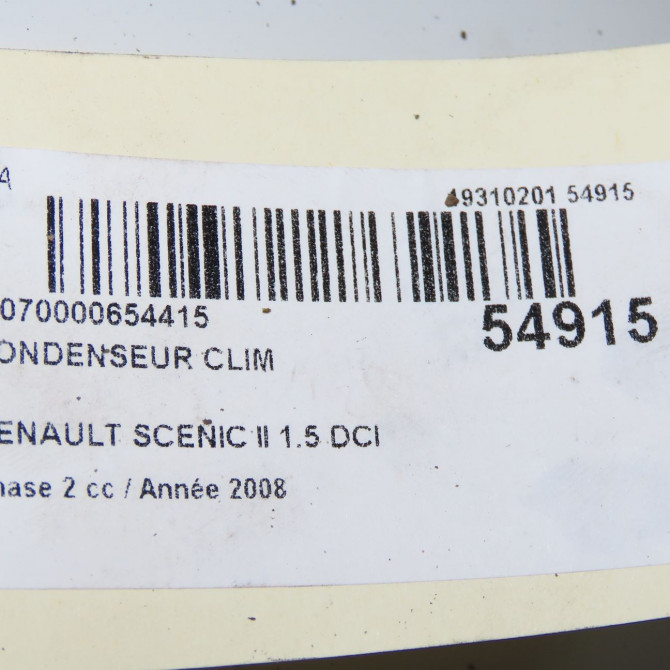 4
49310201 54915
070000654415
54915
ONDENSEUR CLIM
ENAULT SCENIC II 1.5 DCI
hase 2 cc / Année 2008